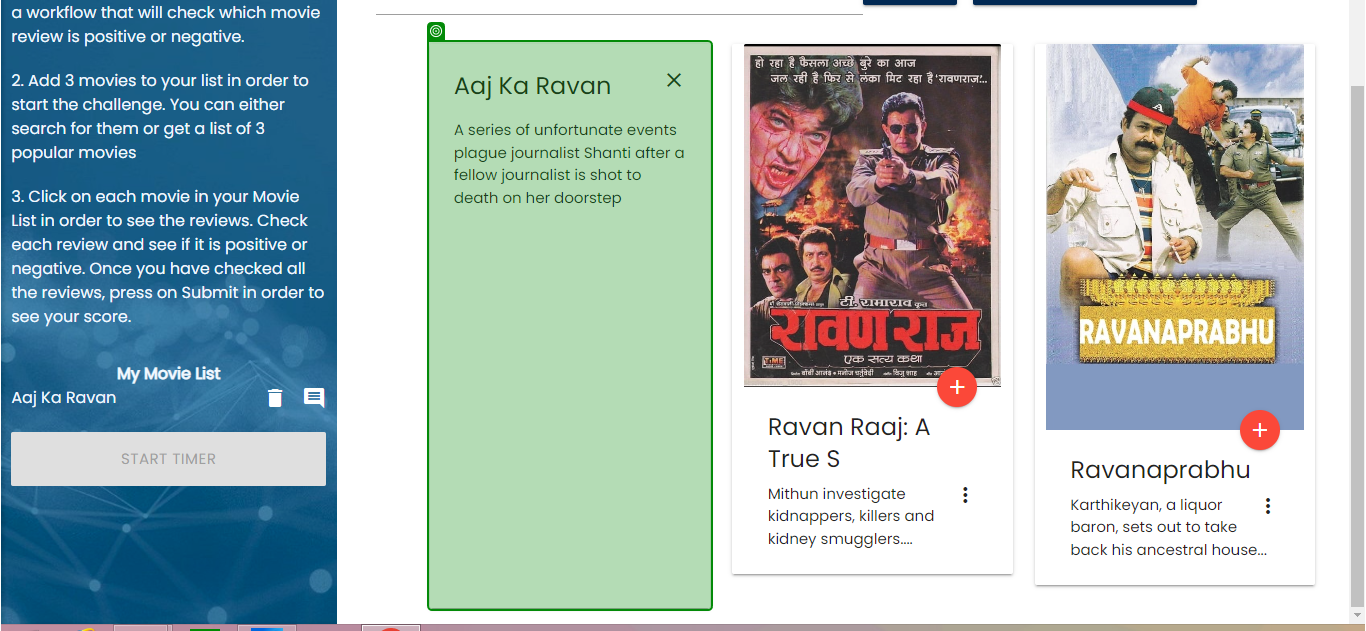 a workflow that will check which movie
review is positive or negative.
2. Add 3 movies to your list in order to
start the challenge. You can either
search for them or get a list of 3
popular movies
3. Click on each movie in your Movie
List in order to see the reviews. Check
each review and see if it is positive or
negative. Once you have checked all
the reviews, press on Submit in order to
see your score.
My Movie List
Aaj Ka Ravan
START TIMER
Aaj Ka Ravan
A series of unfortunate events
plague journalist Shanti after a
fellow journalist is shot to
death on her doorstep
हो रहा है फैसला अच्छे बुरे का आज
जल रही है फिर से लंका मिट रहा है 'रावणराज'...
टी. रामाराव कृत
रावण राज
एक सत्य कथा
TIME
Ravan Raaj: A
True S
Mithun investigate
kidnappers, killers and
kidney smugglers....
RAVANAPRABHU
Ravanaprabhu
Karthikeyan, a liquor
baron, sets out to take
back his ancestral house...